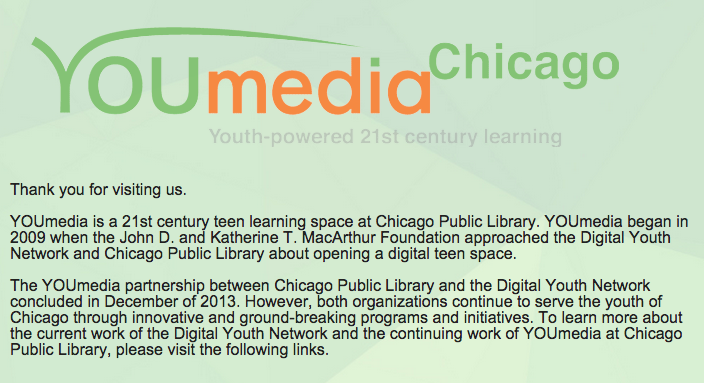 YOUmedia Chicago
Youth-powered 21st century learning
Thank you for visiting us.
YOUmedia is a 21st century teen learning space at Chicago Public Library. YOUmedia began in
2009 when the John D. and Katherine T. MacArthur Foundation approached the Digital Youth
Network and Chicago Public Library about opening a digital teen space.
The YOUmedia partnership between Chicago Public Library and the Digital Youth Network
concluded in December of 2013. However, both organizations continue to serve the youth of
Chicago through innovative and ground-breaking programs and initiatives. To learn more about
the current work of the Digital Youth Network and the continuing work of YOUmedia at Chicago
Public Library, please visit the following links.